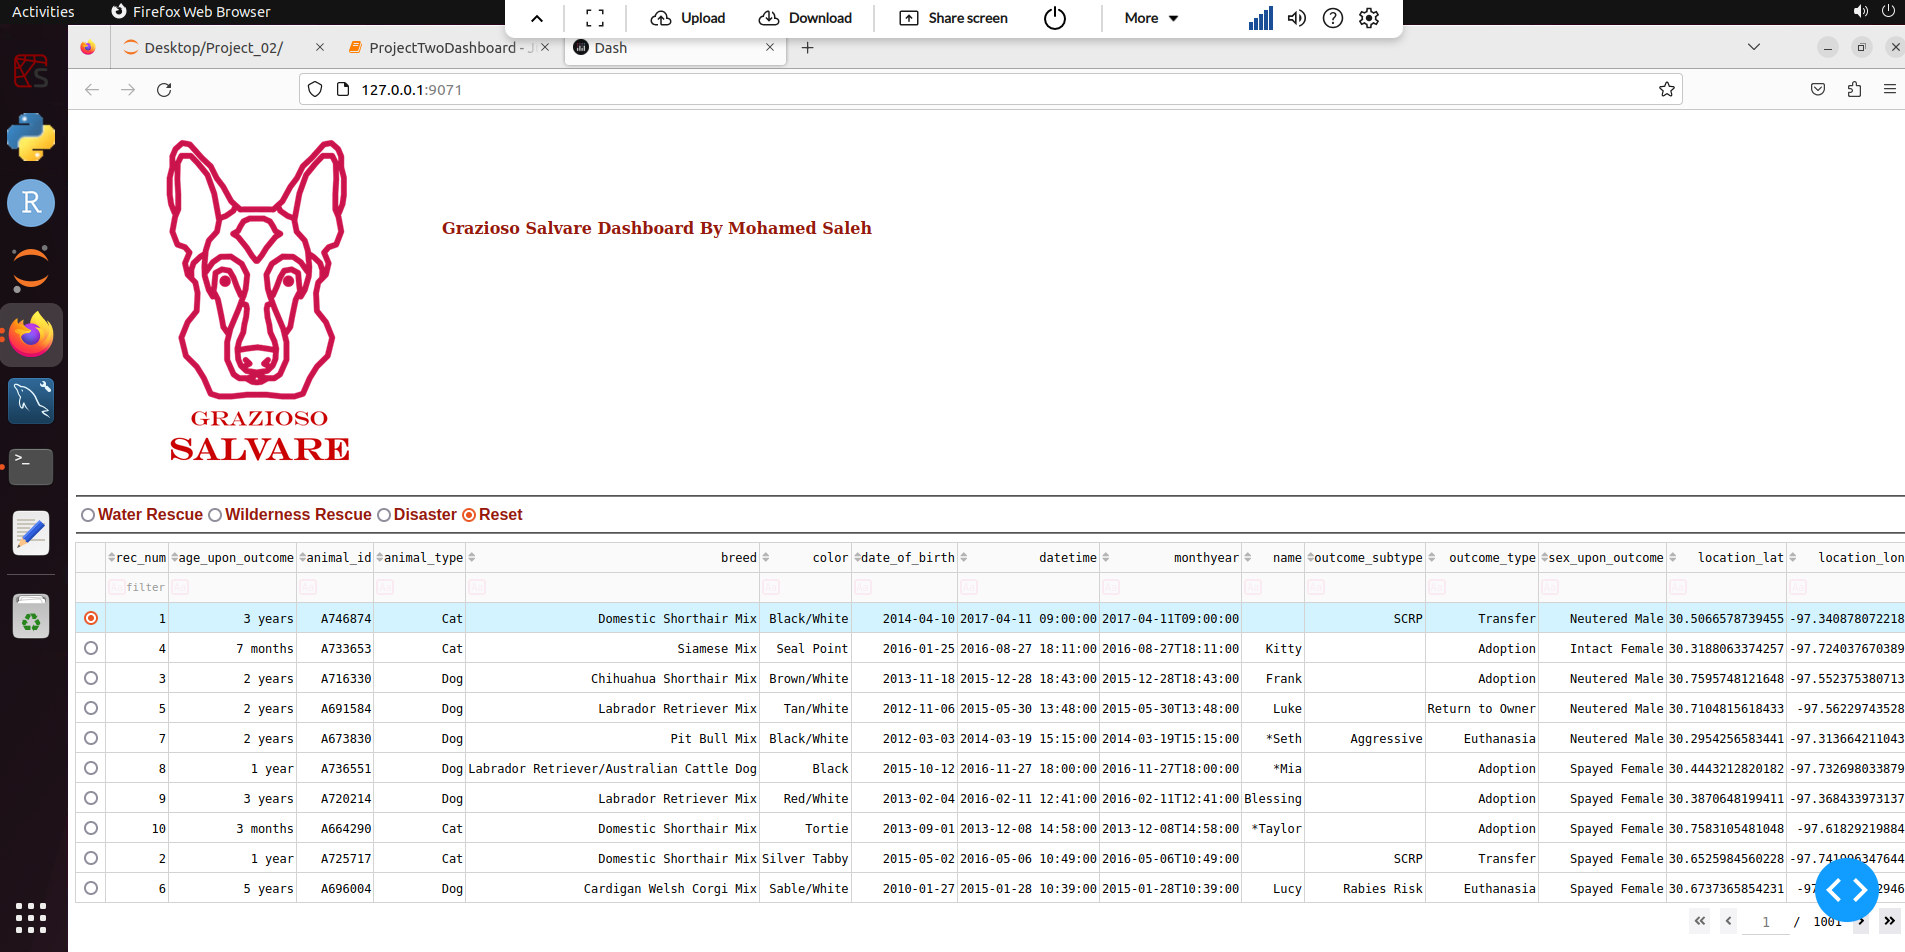 Activities Firefox Web Browser
Upload Download Share screen More
Desktop/Project_02/ ProjectTwoDashboard - J Dash
127.0.0.1:9071
Grazioso Salvare Dashboard By Mohamed Saleh
GRAZIOSO
SALVARE
Water Rescue Wilderness Rescue Disaster Reset
rec_num age_upon_outcome animal_id animal_type breed color date_of_birth datetime monthyear name outcome_subtype outcome_type sex_upon_outcome location_lat location_lon
Aa filter Aa Aa Aa Aa Aa Aa Aa Aa Aa Aa Aa Aa Aa Aa
1 3 years A746874 Cat Domestic Shorthair Mix Black/White 2014-04-10 2017-04-11 09:00:00 2017-04-11T09:00:00 SCRP Transfer Neutered Male 30.5066578739455 -97.340878072218
4 7 months A733653 Cat Siamese Mix Seal Point 2016-01-25 2016-08-27 18:11:00 2016-08-27T18:11:00 Kitty Adoption Intact Female 30.3188063374257 -97.724037670389
3 2 years A716330 Dog Chihuahua Shorthair Mix Brown/White 2013-11-18 2015-12-28 18:43:00 2015-12-28T18:43:00 Frank Adoption Neutered Male 30.7595748121648 -97.552375380713
5 2 years A691584 Dog Labrador Retriever Mix Tan/White 2012-11-06 2015-05-30 13:48:00 2015-05-30T13:48:00 Luke Return to Owner Neutered Male 30.7104815618433 -97.56229743528
7 2 years A673830 Dog Pit Bull Mix Black/White 2012-03-03 2014-03-19 15:15:00 2014-03-19T15:15:00 *Seth Aggressive Euthanasia Neutered Male 30.2954256583441 -97.313664211043
8 1 year A736551 Dog Labrador Retriever/Australian Cattle Dog Black 2015-10-12 2016-11-27 18:00:00 2016-11-27T18:00:00 *Mia Adoption Spayed Female 30.4443212820182 -97.732698033879
9 3 years A720214 Dog Labrador Retriever Mix Red/White 2013-02-04 2016-02-11 12:41:00 2016-02-11T12:41:00 Blessing Adoption Spayed Female 30.3870648199411 -97.368433973137
10 3 months A664290 Cat Domestic Shorthair Mix Tortie 2013-09-01 2013-12-08 14:58:00 2013-12-08T14:58:00 *Taylor Adoption Spayed Female 30.7583105481048 -97.61829219884
2 1 year A725717 Cat Domestic Shorthair Mix Silver Tabby 2015-05-02 2016-05-06 10:49:00 2016-05-06T10:49:00 SCRP Transfer Spayed Female 30.6525984560228
6 5 years A696004 Dog Cardigan Welsh Corgi Mix Sable/White 2010-01-27 2015-01-28 10:39:00 2015-01-28T10:39:00 Lucy Rabies Risk Euthanasia Spayed Female 30.6737365854231
1 / 1001